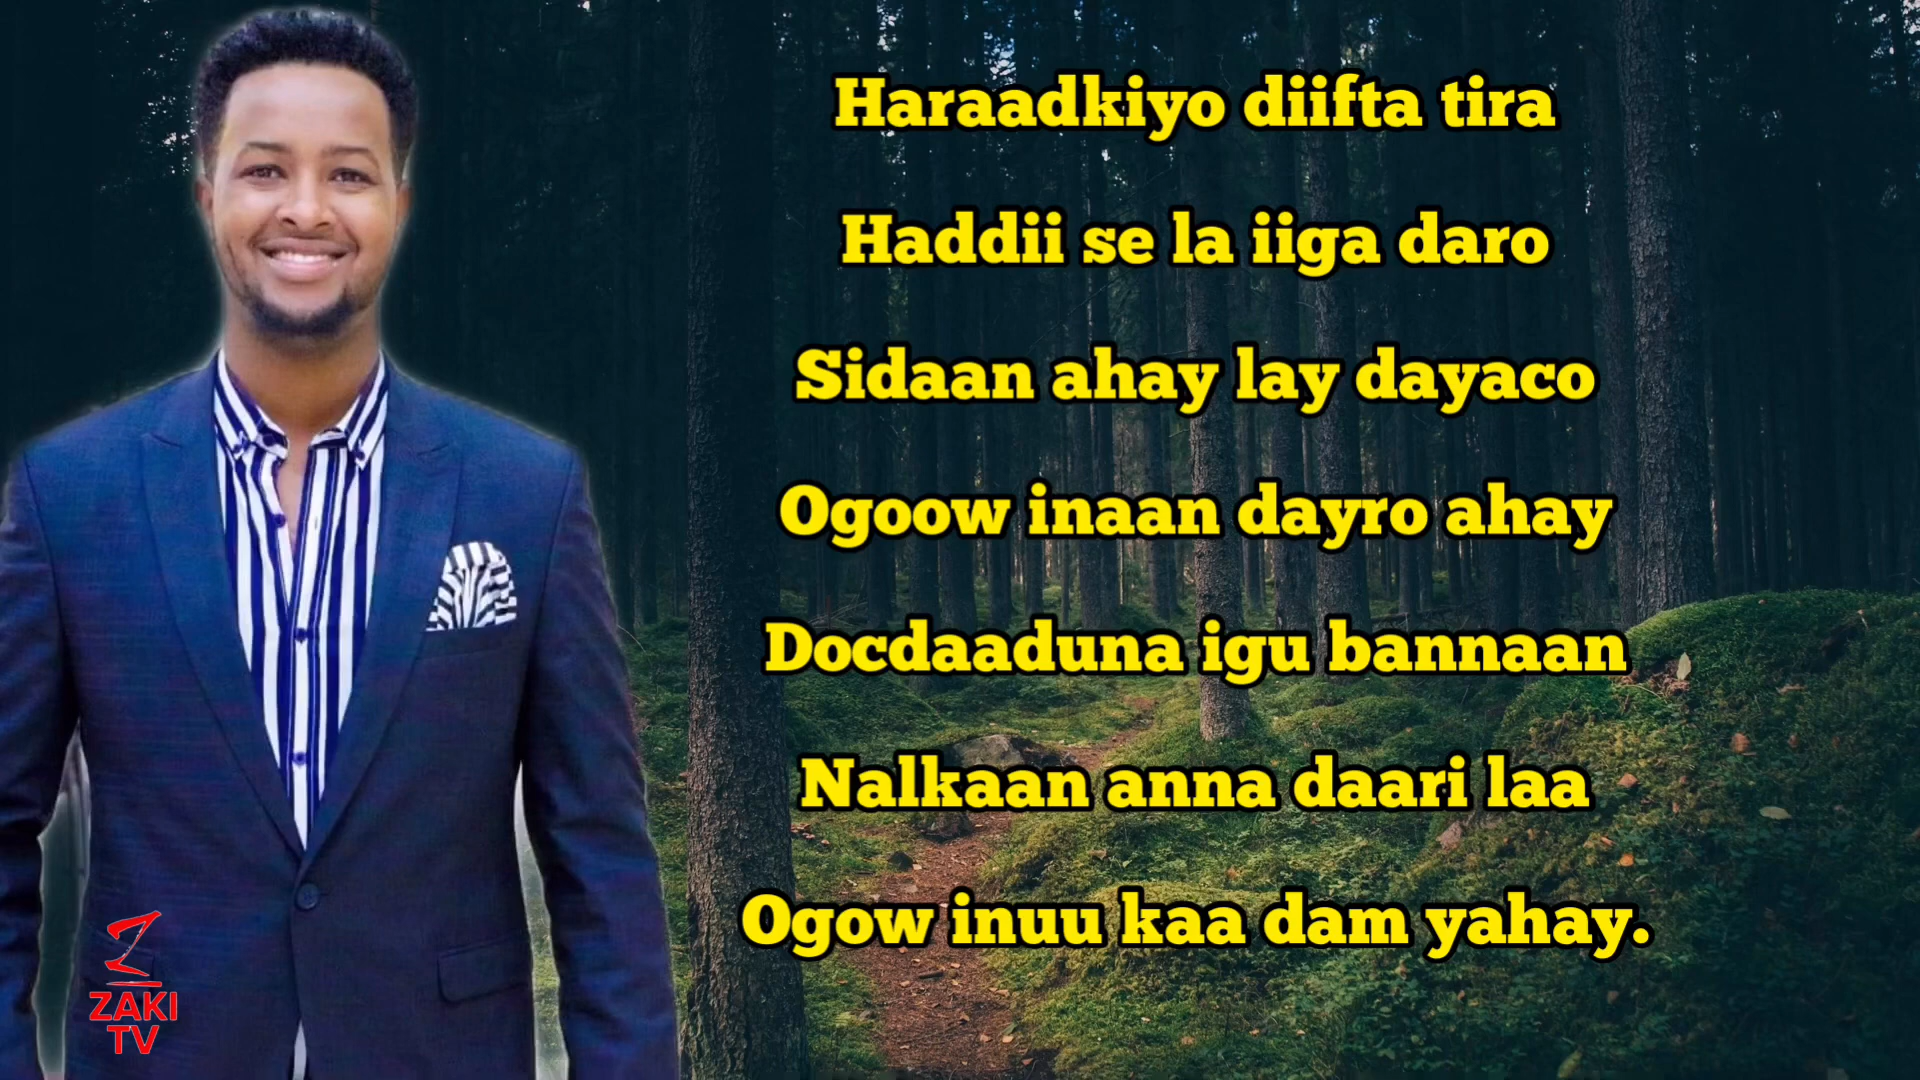 Haraadkiyo diifta tira
Haddii se la iiga daro
Sidaan ahay lay dayaco
Ogoow inaan dayro ahay
Docdaaduna igu bannaan
Nalkaan anna daari laa
Ogow inuu kaa dam yahay.
ZAKI
TV